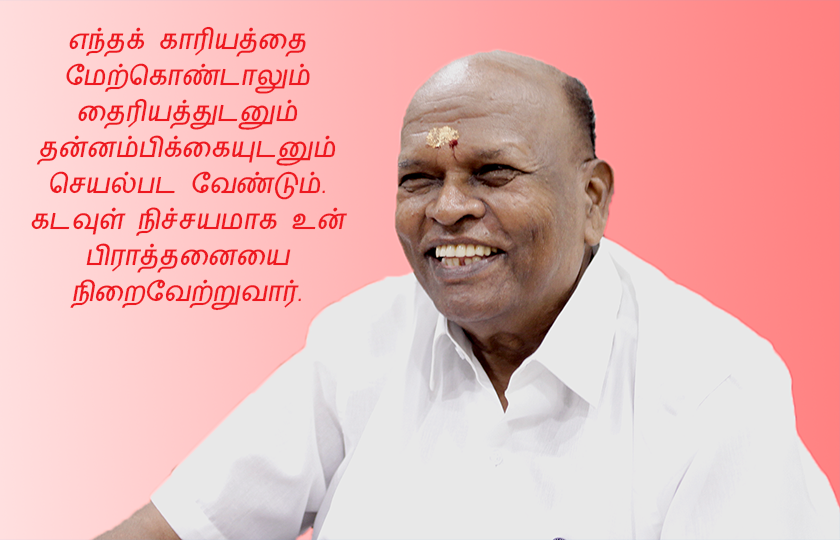 எந்தக் காரியத்தை
மேற்கொண்டாலும்
தைரியத்துடனும்
தன்னம்பிக்கையுடனும்
செயல்பட வேண்டும்.
கடவுள் நிச்சயமாக உன்
பிராத்தனையை
நிறைவேற்றுவார்.